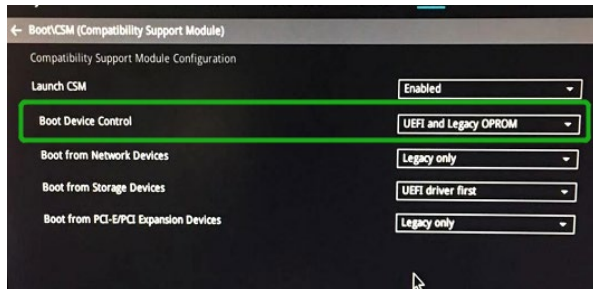 ← Boot\CSM (Compatibility Support Module)
Compatibility Support Module Configuration
Launch CSM Enabled
Boot Device Control UEFI and Legacy OPROM
Boot from Network Devices Legacy only
Boot from Storage Devices UEFI driver first
Boot from PCI-E/PCI Expansion Devices Legacy only